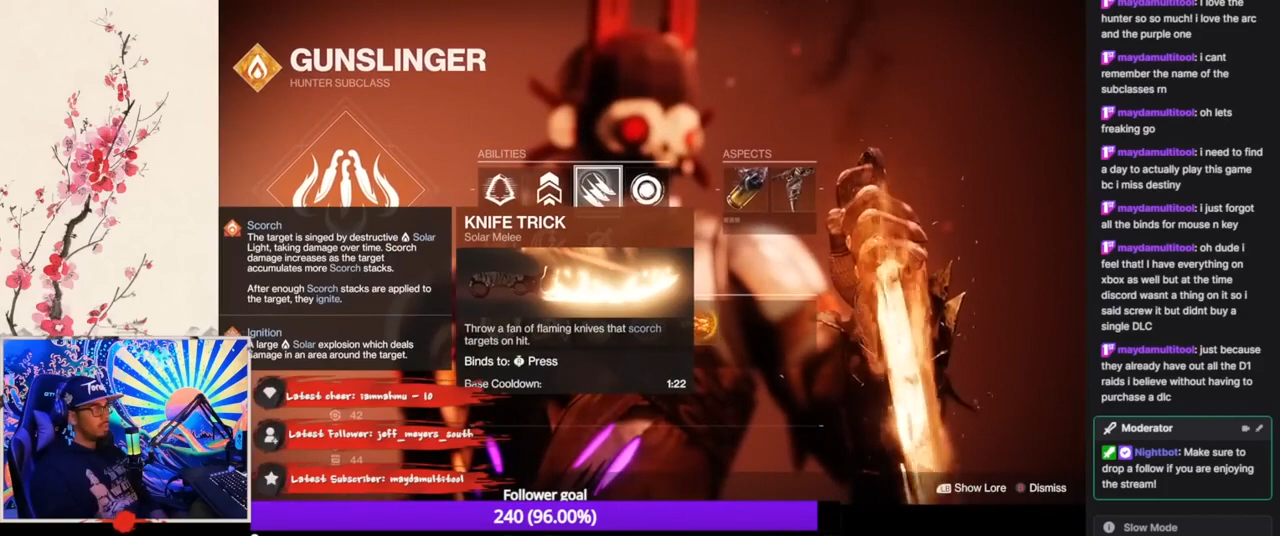 GUNSLINGER
HUNTER SUBCLASS
ABILITIES
ASPECTS
Scorch
The target is singed by destructive Solar
Light, taking damage over time. Scorch
damage increases as the target
accumulates more Scorch stacks.
After enough Scorch stacks are applied to
the target, they ignite.
Ignition
A large Solar explosion which deals
damage in an area around the target.
KNIFE TRICK
Solar Melee
Throw a fan of flaming knives that scorch
targets on hit.
Binds to: Press
Base Cooldown: 1:22
Latest cheer: iamnahmu - 10
42
Latest Follower: jeff_meyers_south
44
Latest Subscriber: maydamultitool
Follower goal
240 (96.00%)
LB Show Lore Dismiss
maydamultitool: i love the
hunter so so much! i love the arc
and the purple one
maydamultitool: i cant
remember the name of the
subclasses rn
maydamultitool: oh lets
freaking go
maydamultitool: i need to find
a day to actually play this game
bc i miss destiny
maydamultitool: i just forgot
all the binds for mouse n key
maydamultitool: oh dude i
feel that! I have everything on
xbox as well but at the time
discord wasnt a thing on it so i
said screw it but didnt buy a
single DLC
maydamultitool: just because
they already have out all the D1
raids i believe without having to
purchase a dlc
Moderator
Nightbot: Make sure to
drop a follow if you are enjoying
the stream!
Slow Mode